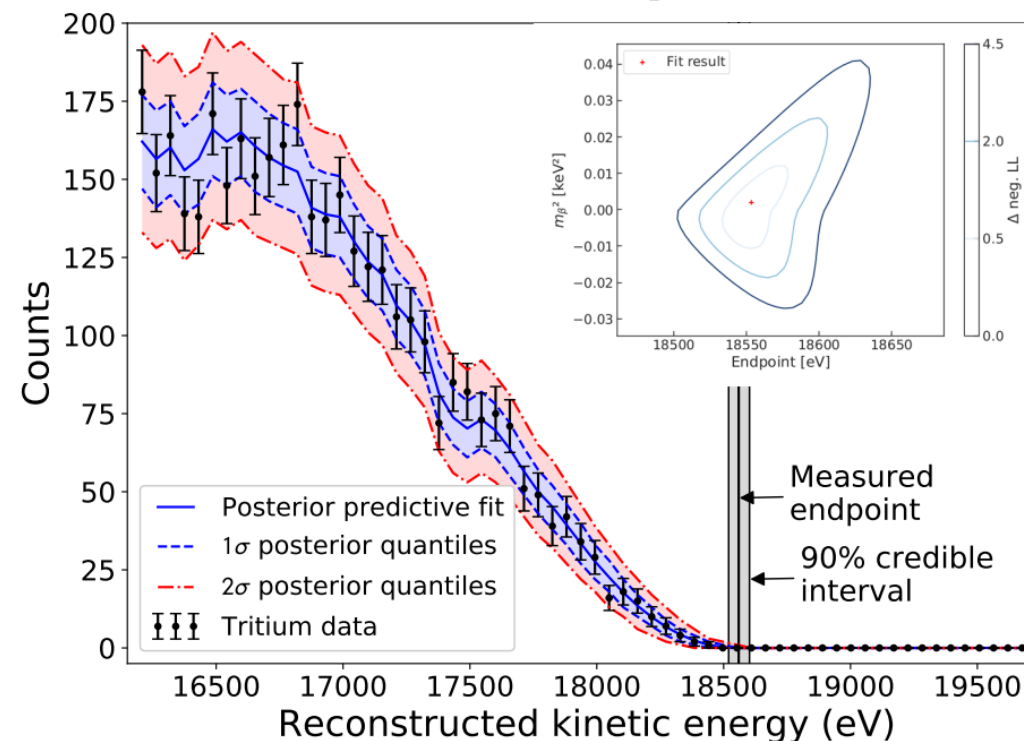 200
175
150
125
100
75
50
25
0
Counts
16500 17000 17500 18000 18500 19000 19500
Reconstructed kinetic energy (eV)
Posterior predictive fit
1σ posterior quantiles
2σ posterior quantiles
Tritium data
Measured
endpoint
90% credible
interval
Fit result
0.04
0.03
0.02
0.01
0.00
−0.01
−0.02
−0.03
mβ² [keV²]
18500 18550 18600 18650
Endpoint [eV]
4.5
2.0
0.5
0.0
Δ neg. LL